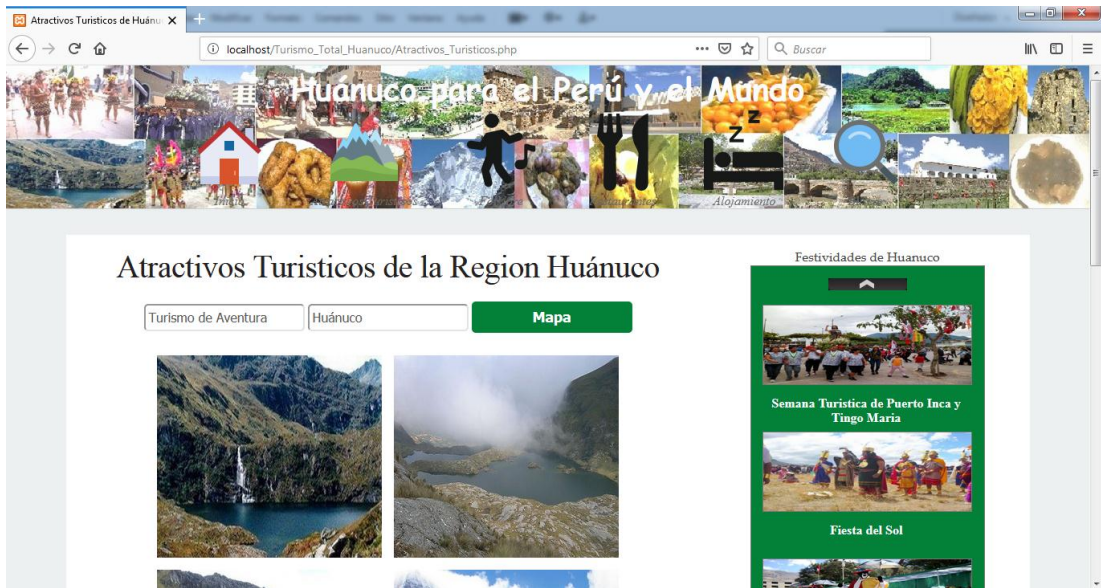 Atractivos Turisticos de Huánu
localhost/Turismo_Total_Huanuco/Atractivos_Turisticos.php
Buscar
Huánuco para el Perú y el Mundo
Z
Z
Z
Inicio
Alojamiento
Atractivos Turisticos de la Region Huánuco
Turismo de Aventura
Huánuco
Mapa
Festividades de Huanuco
Semana Turistica de Puerto Inca y
Tingo Maria
Fiesta del Sol